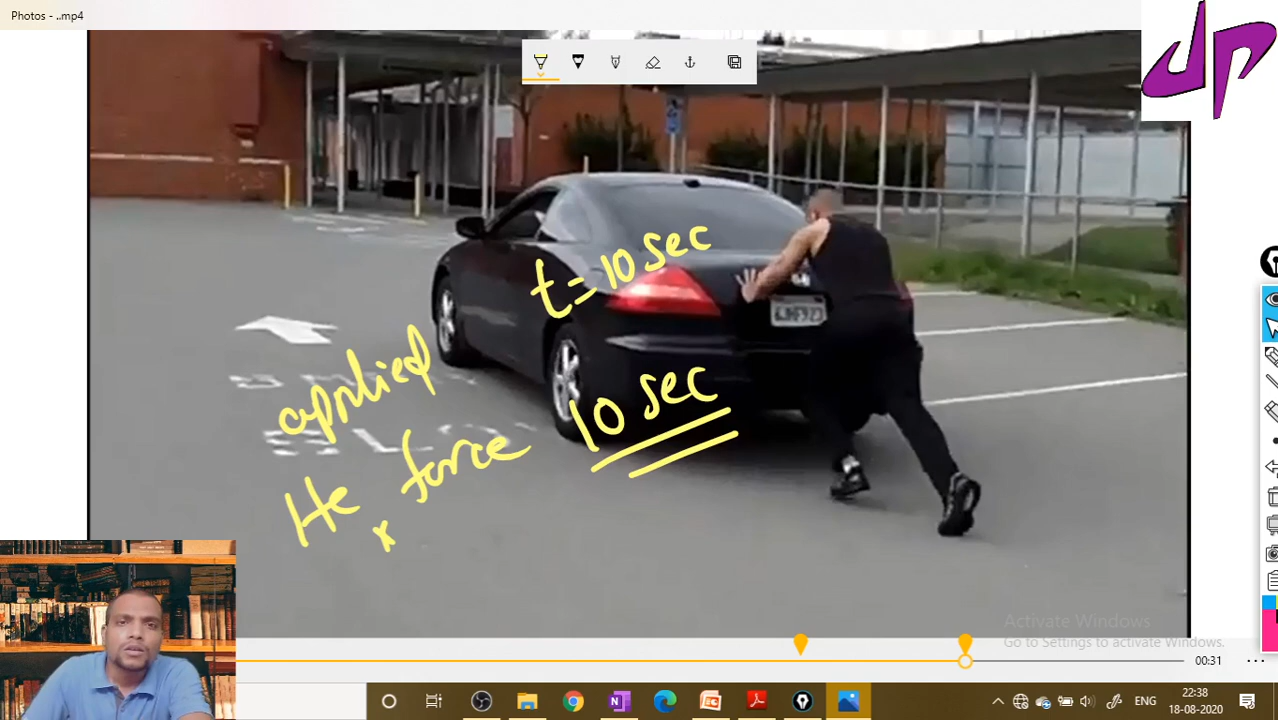 Photos - ..mp4
t=10 sec
applied
He force 10 sec
x
Activate Windows
Go to Settings to activate Windows.
00:31
ENG
22:38
18-08-2020